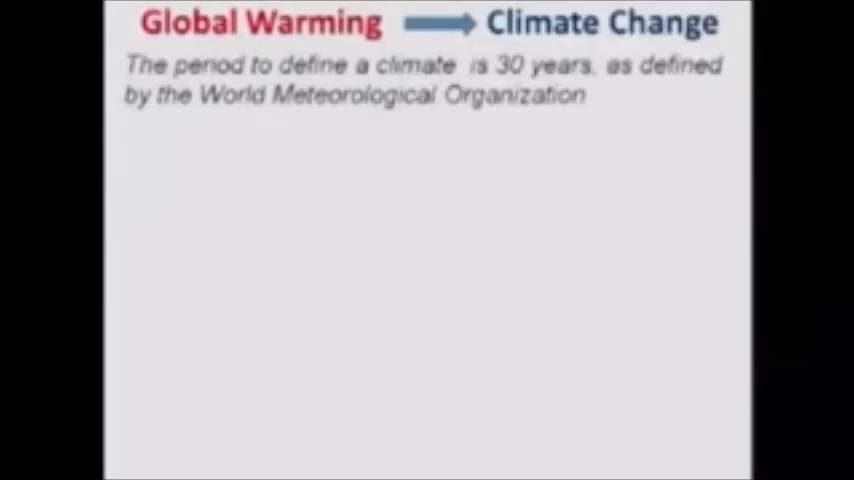 Global Warming Climate Change
The period to define a climate is 30 years, as defined
by the World Meteorological Organization